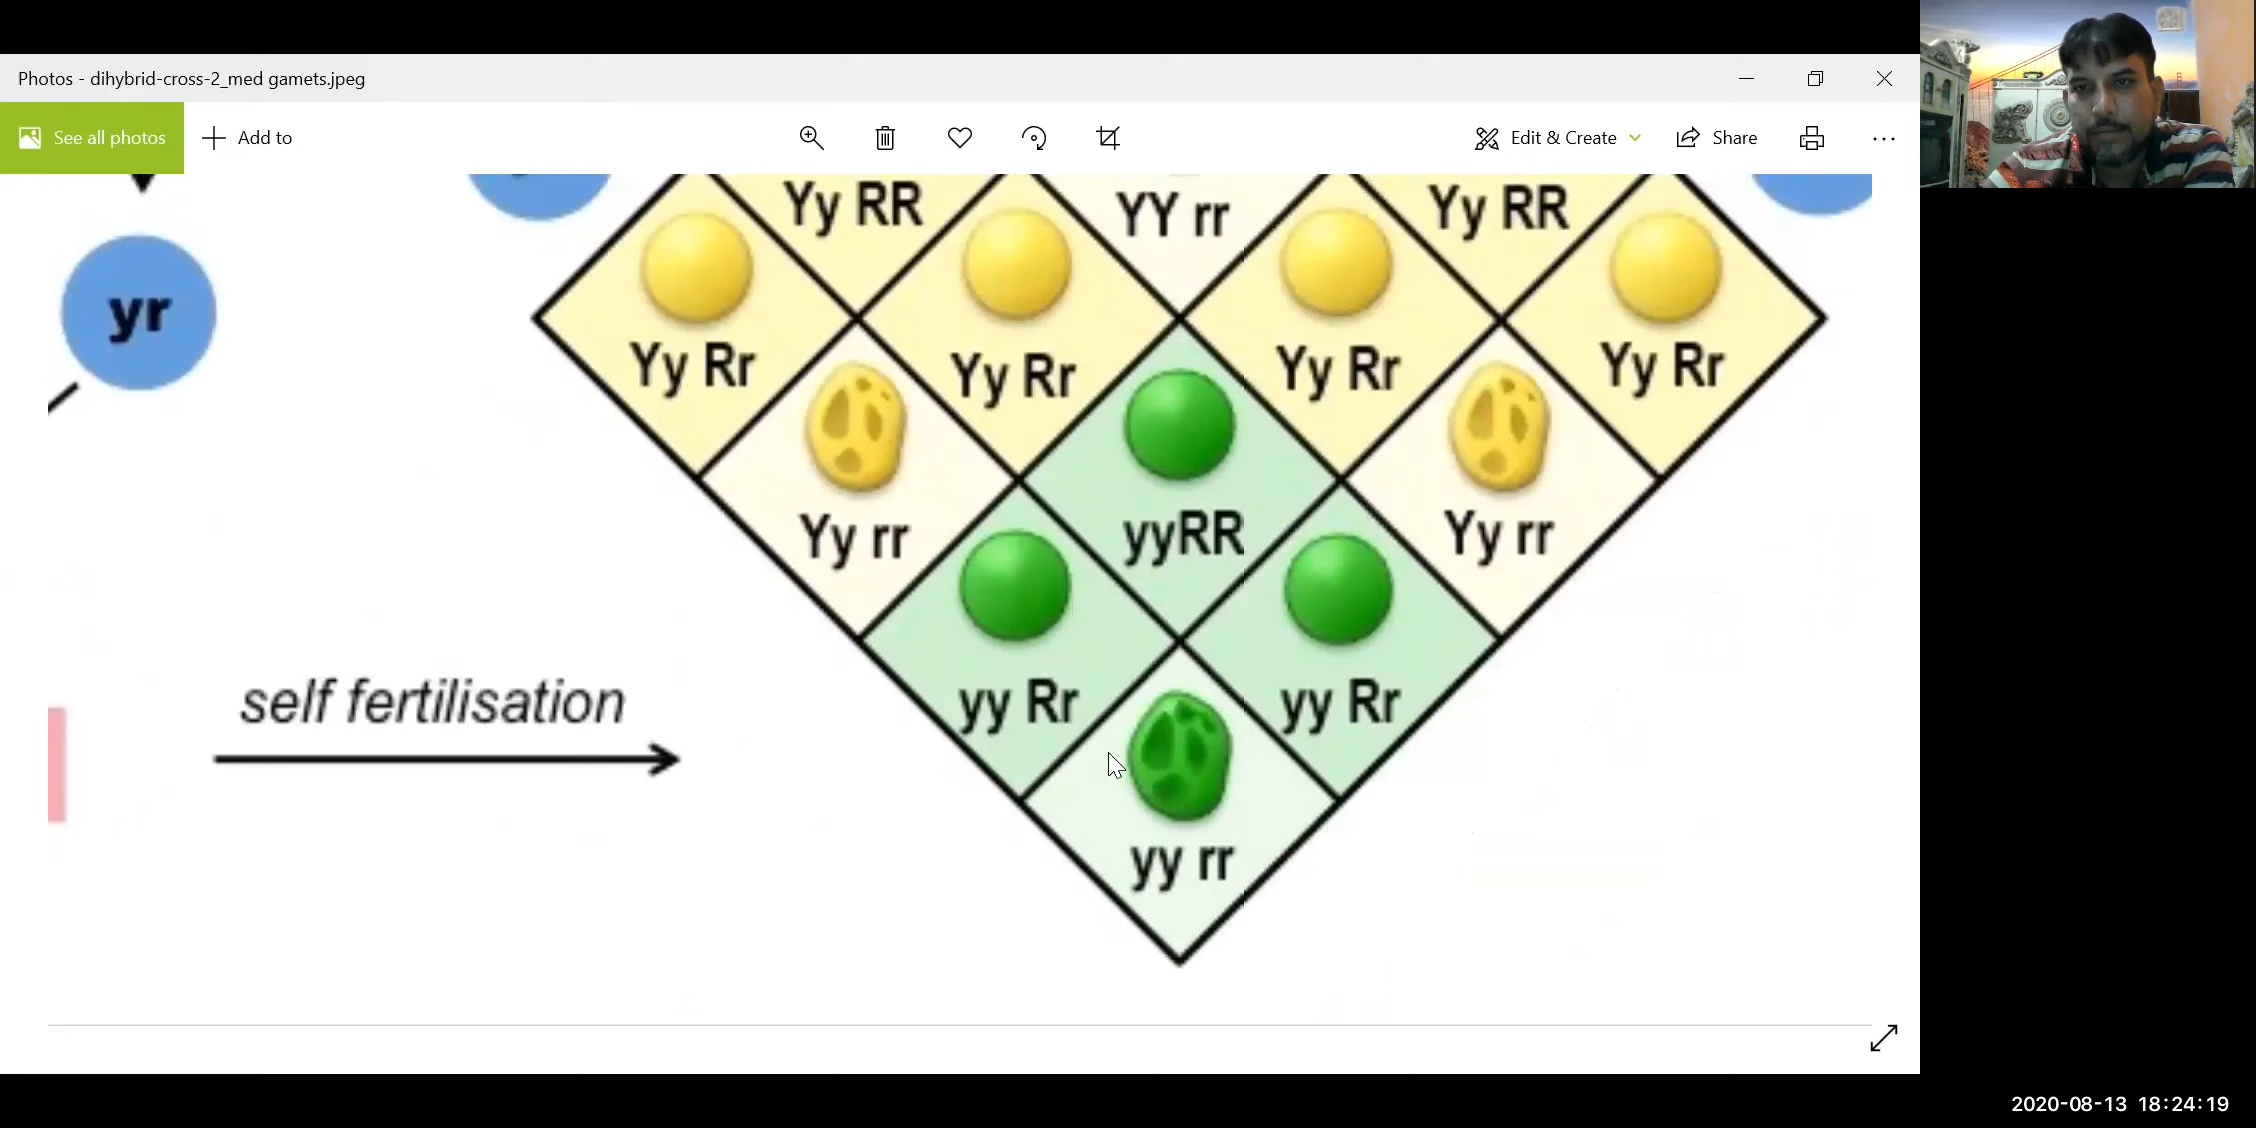 Photos - dihybrid-cross-2_med gamets.jpeg
See all photos
Add to
Edit & Create
Share
Yy RR
YY rr
Yy RR
yr
Yy Rr
Yy Rr
Yy Rr
Yy Rr
Yy rr
yyRR
Yy rr
self fertilisation
yy Rr
yy Rr
yy rr
2020-08-13 18:24:19